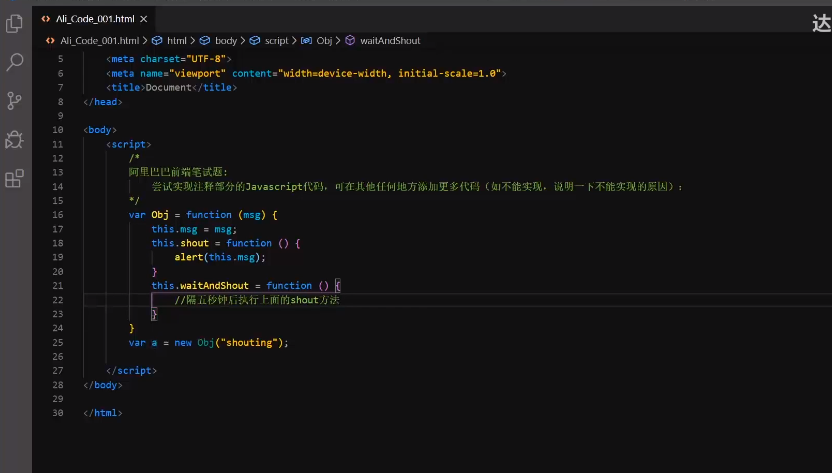 Ali_Code_001.html ×
达
Ali_Code_001.html > html > body > script > Obj > waitAndShout
5 <meta charset="UTF-8">
6 <meta name="viewport" content="width=device-width, initial-scale=1.0">
7 <title>Document</title>
8 </head>
9
10 <body>
11 <script>
12 /*
13 阿里巴巴前端笔试题:
14 尝试实现注释部分的Javascript代码，可在其他任何地方添加更多代码（如不能实现，说明一下不能实现的原因）:
15 */
16 var Obj = function (msg) {
17 this.msg = msg;
18 this.shout = function () {
19 alert(this.msg);
20 }
21 this.waitAndShout = function () {
22 //隔五秒钟后执行上面的shout方法
23 }
24 }
25 var a = new Obj("shouting");
26
27 </script>
28 </body>
29
30 </html>